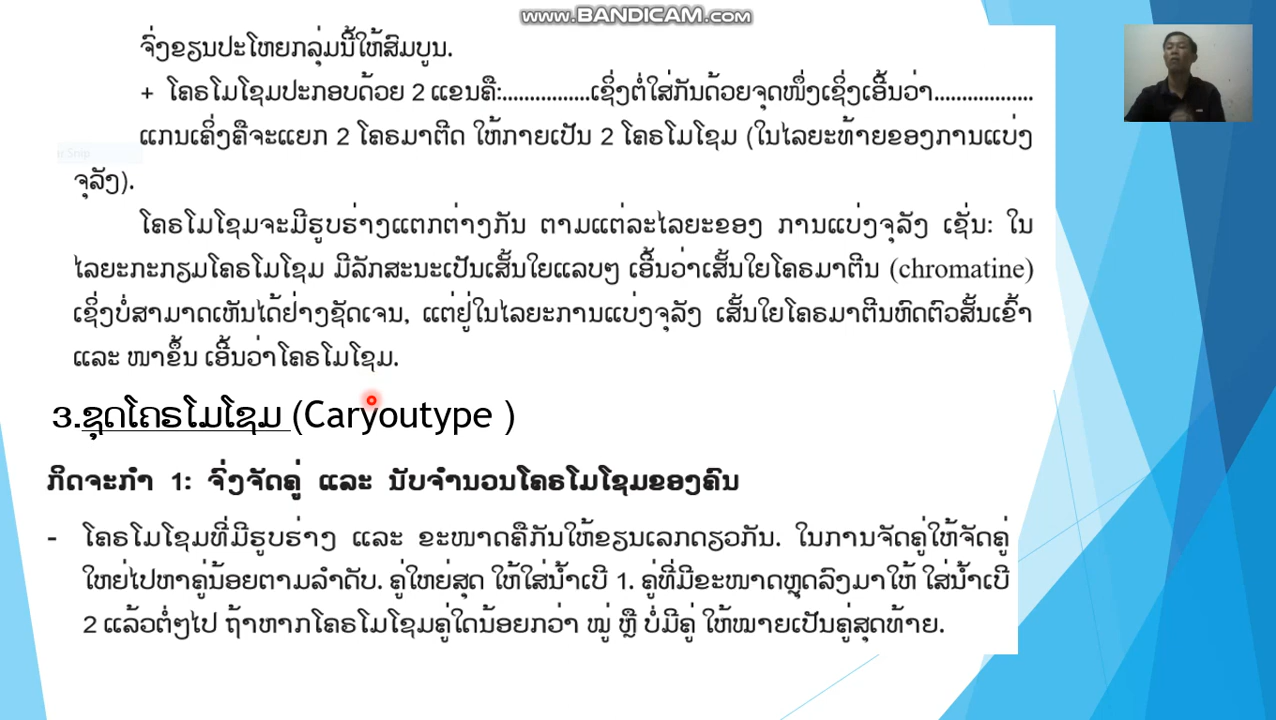 www.BANDICAM.com
ຈົ່ງຂຽນປະໂຫຍກລຸ່ມນີ້ໃຫ້ສົມບູນ.
+ ໂຄຣໂມໂຊມປະກອບດ້ວຍ 2 ແຂນຄື:................ເຊິ່ງຕໍ່ໃສ່ກັນດ້ວຍຈຸດໜຶ່ງເຊິ່ງເອີ້ນວ່າ..................
ແກນເຄິ່ງຄືຈະແຍກ 2 ໂຄຣມາຕີດ ໃຫ້ກາຍເປັນ 2 ໂຄຣໂມໂຊມ (ໃນໄລຍະທ້າຍຂອງການແບ່ງ
ຈຸລັງ).
ໂຄຣໂມໂຊມຈະມີຮູບຮ່າງແຕກຕ່າງກັນ ຕາມແຕ່ລະໄລຍະຂອງ ການແບ່ງຈຸລັງ ເຊັ່ນ: ໃນ
ໄລຍະກະກຽມໂຄຣໂມໂຊມ ມີລັກສະນະເປັນເສັ້ນໃຍແລບໆ ເອີ້ນວ່າເສັ້ນໃຍໂຄຣມາຕິນ (chromatine)
ເຊິ່ງບໍ່ສາມາດເຫັນໄດ້ຢ່າງຊັດເຈນ, ແຕ່ຢູ່ໃນໄລຍະການແບ່ງຈຸລັງ ເສັ້ນໃຍໂຄຣມາຕິນຫົດຕົວສັ້ນເຂົ້າ
ແລະ ໜາຂຶ້ນ ເອີ້ນວ່າໂຄຣໂມໂຊມ.
3.ຊຸດໂຄຣໂມໂຊມ (Caryoutype )
ກິດຈະກຳ 1: ຈົ່ງຈັດຄູ່ ແລະ ນັບຈຳນວນໂຄຣໂມໂຊມຂອງຄົນ
- ໂຄຣໂມໂຊມທີ່ມີຮູບຮ່າງ ແລະ ຂະໜາດຄືກັນໃຫ້ຂຽນເລກດຽວກັນ. ໃນການຈັດຄູ່ໃຫ້ຈັດຄູ່
ໃຫຍ່ໄປຫາຄູ່ນ້ອຍຕາມລຳດັບ. ຄູ່ໃຫຍ່ສຸດ ໃຫ້ໃສ່ນ້ຳເບີ 1. ຄູ່ທີ່ມີຂະໜາດຫຼຸດລົງມາໃຫ້ ໃສ່ນ້ຳເບີ
2 ແລ້ວຕໍ່ໆໄປ ຖ້າຫາກໂຄຣໂມໂຊມຄູ່ໃດນ້ອຍກວ່າ ໝູ່ ຫຼື ບໍ່ມີຄູ່ ໃຫ້ໝາຍເປັນຄູ່ສຸດທ້າຍ.